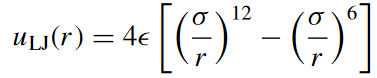 u_LJ(r) = 4ϵ [ (σ/r)^12 − (σ/r)^6 ]